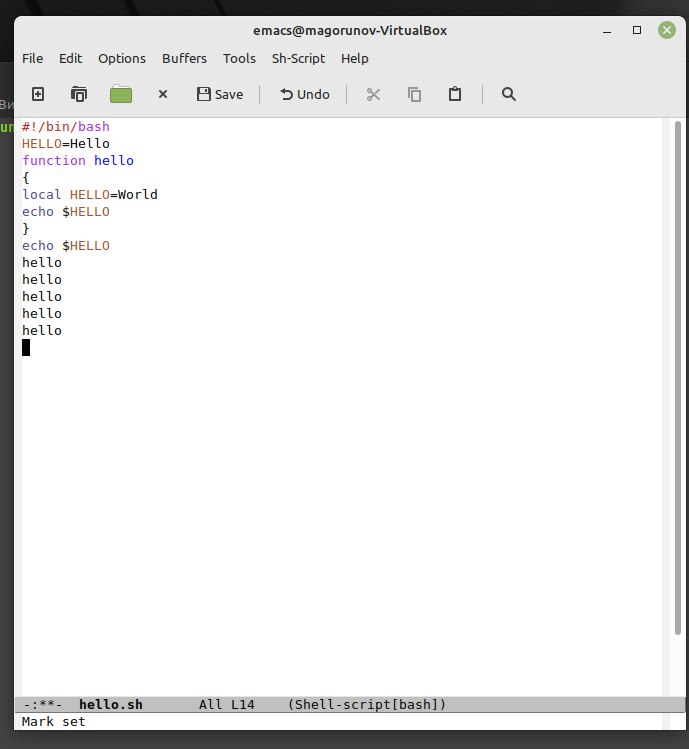 emacs@magorunov-VirtualBox
File Edit Options Buffers Tools Sh-Script Help
Save Undo
Ви
un
#!/bin/bash
HELLO=Hello
function hello
{
local HELLO=World
echo $HELLO
}
echo $HELLO
hello
hello
hello
hello
hello
-:**- hello.sh All L14 (Shell-script[bash])
Mark set